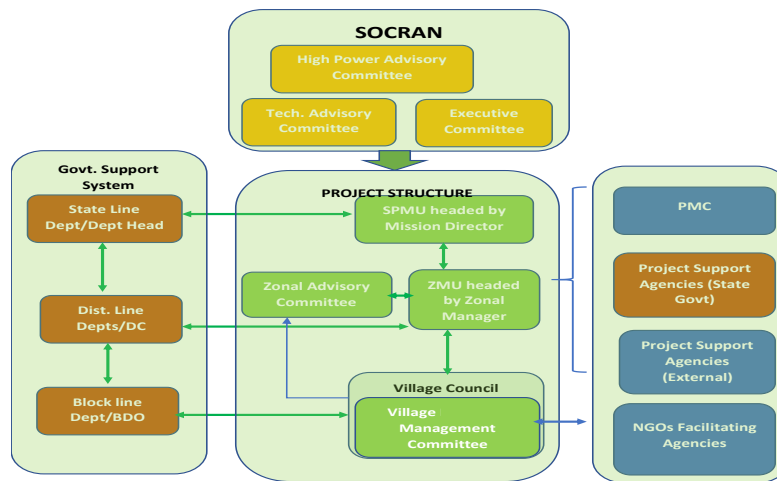 SOCRAN
High Power Advisory
Committee
Tech. Advisory
Committee
Executive
Committee
Govt. Support
System
State Line
Dept/Dept Head
Dist. Line
Depts/DC
Block line
Dept/BDO
PROJECT STRUCTURE
SPMU headed by
Mission Director
Zonal Advisory
Committee
ZMU headed
by Zonal
Manager
Village Council
Village
Management
Committee
PMC
Project Support
Agencies (State
Govt)
Project Support
Agencies
(External)
NGOs Facilitating
Agencies